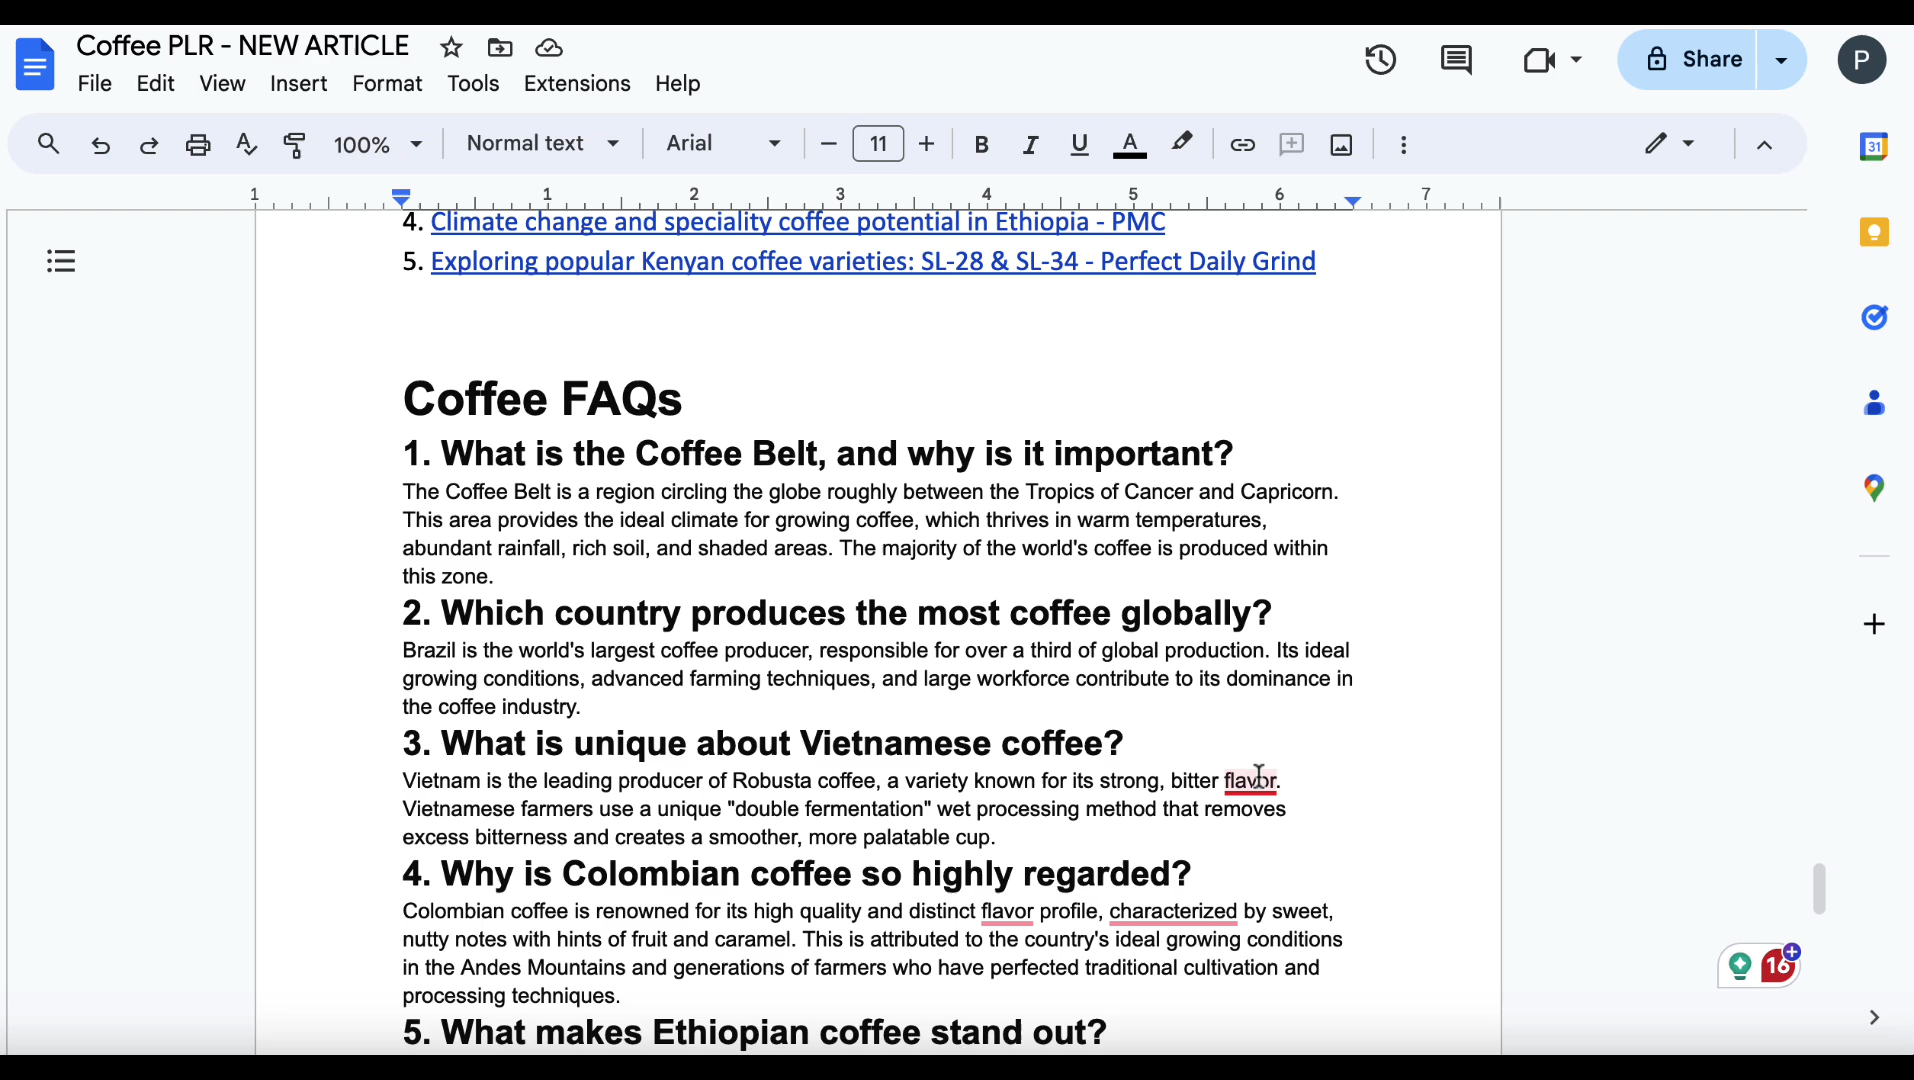 Coffee PLR - NEW ARTICLE
File Edit View Insert Format Tools Extensions Help
Share
P
100% Normal text Arial 11 B I U A
31
1 1 2 3 4 5 6 7
4. Climate change and speciality coffee potential in Ethiopia - PMC
5. Exploring popular Kenyan coffee varieties: SL-28 & SL-34 - Perfect Daily Grind
Coffee FAQs
1. What is the Coffee Belt, and why is it important?
The Coffee Belt is a region circling the globe roughly between the Tropics of Cancer and Capricorn.
This area provides the ideal climate for growing coffee, which thrives in warm temperatures,
abundant rainfall, rich soil, and shaded areas. The majority of the world's coffee is produced within
this zone.
2. Which country produces the most coffee globally?
Brazil is the world's largest coffee producer, responsible for over a third of global production. Its ideal
growing conditions, advanced farming techniques, and large workforce contribute to its dominance in
the coffee industry.
3. What is unique about Vietnamese coffee?
Vietnam is the leading producer of Robusta coffee, a variety known for its strong, bitter flavor.
Vietnamese farmers use a unique "double fermentation" wet processing method that removes
excess bitterness and creates a smoother, more palatable cup.
4. Why is Colombian coffee so highly regarded?
Colombian coffee is renowned for its high quality and distinct flavor profile, characterized by sweet,
nutty notes with hints of fruit and caramel. This is attributed to the country's ideal growing conditions
in the Andes Mountains and generations of farmers who have perfected traditional cultivation and
processing techniques.
16
5. What makes Ethiopian coffee stand out?